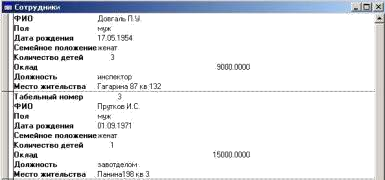 Сотрудники
ФИО Довгаль П.У.
Пол муж
Дата рождения 17.05.1954
Семейное положение женат
Количество детей 3
Оклад 9000.0000
Должность инспектор
Место жительства Гагарина 87 кв 132
Табельный номер 3
ФИО Прутков И.С.
Пол муж
Дата рождения 01.09.1971
Семейное положение женат
Количество детей 1
Оклад 15000.0000
Должность завотделом
Место жительства Панина198 кв 3